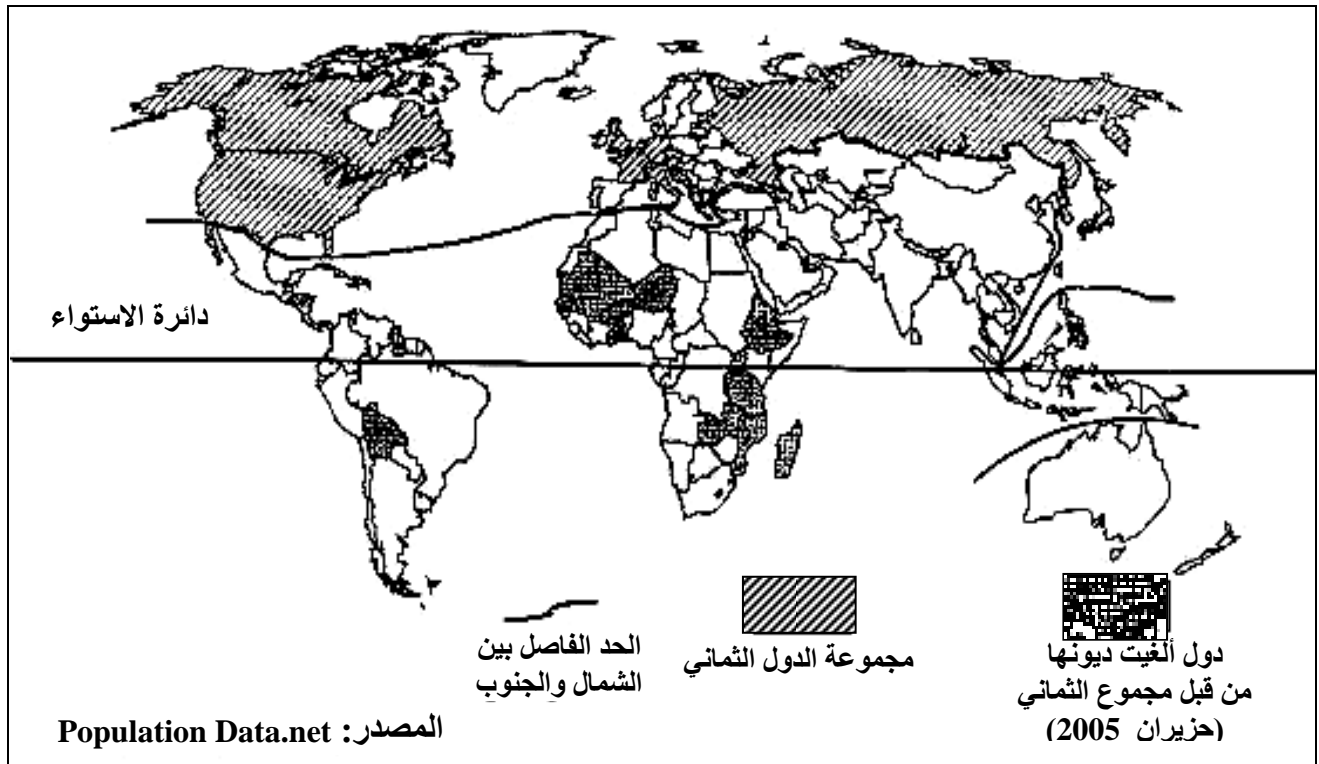 دائرة الاستواء
الحد الفاصل بين
الشمال والجنوب
مجموعة الدول الثماني
دول ألغيت ديونها
من قبل مجموع الثماني
(حزيران 2005)
المصدر: Population Data.net